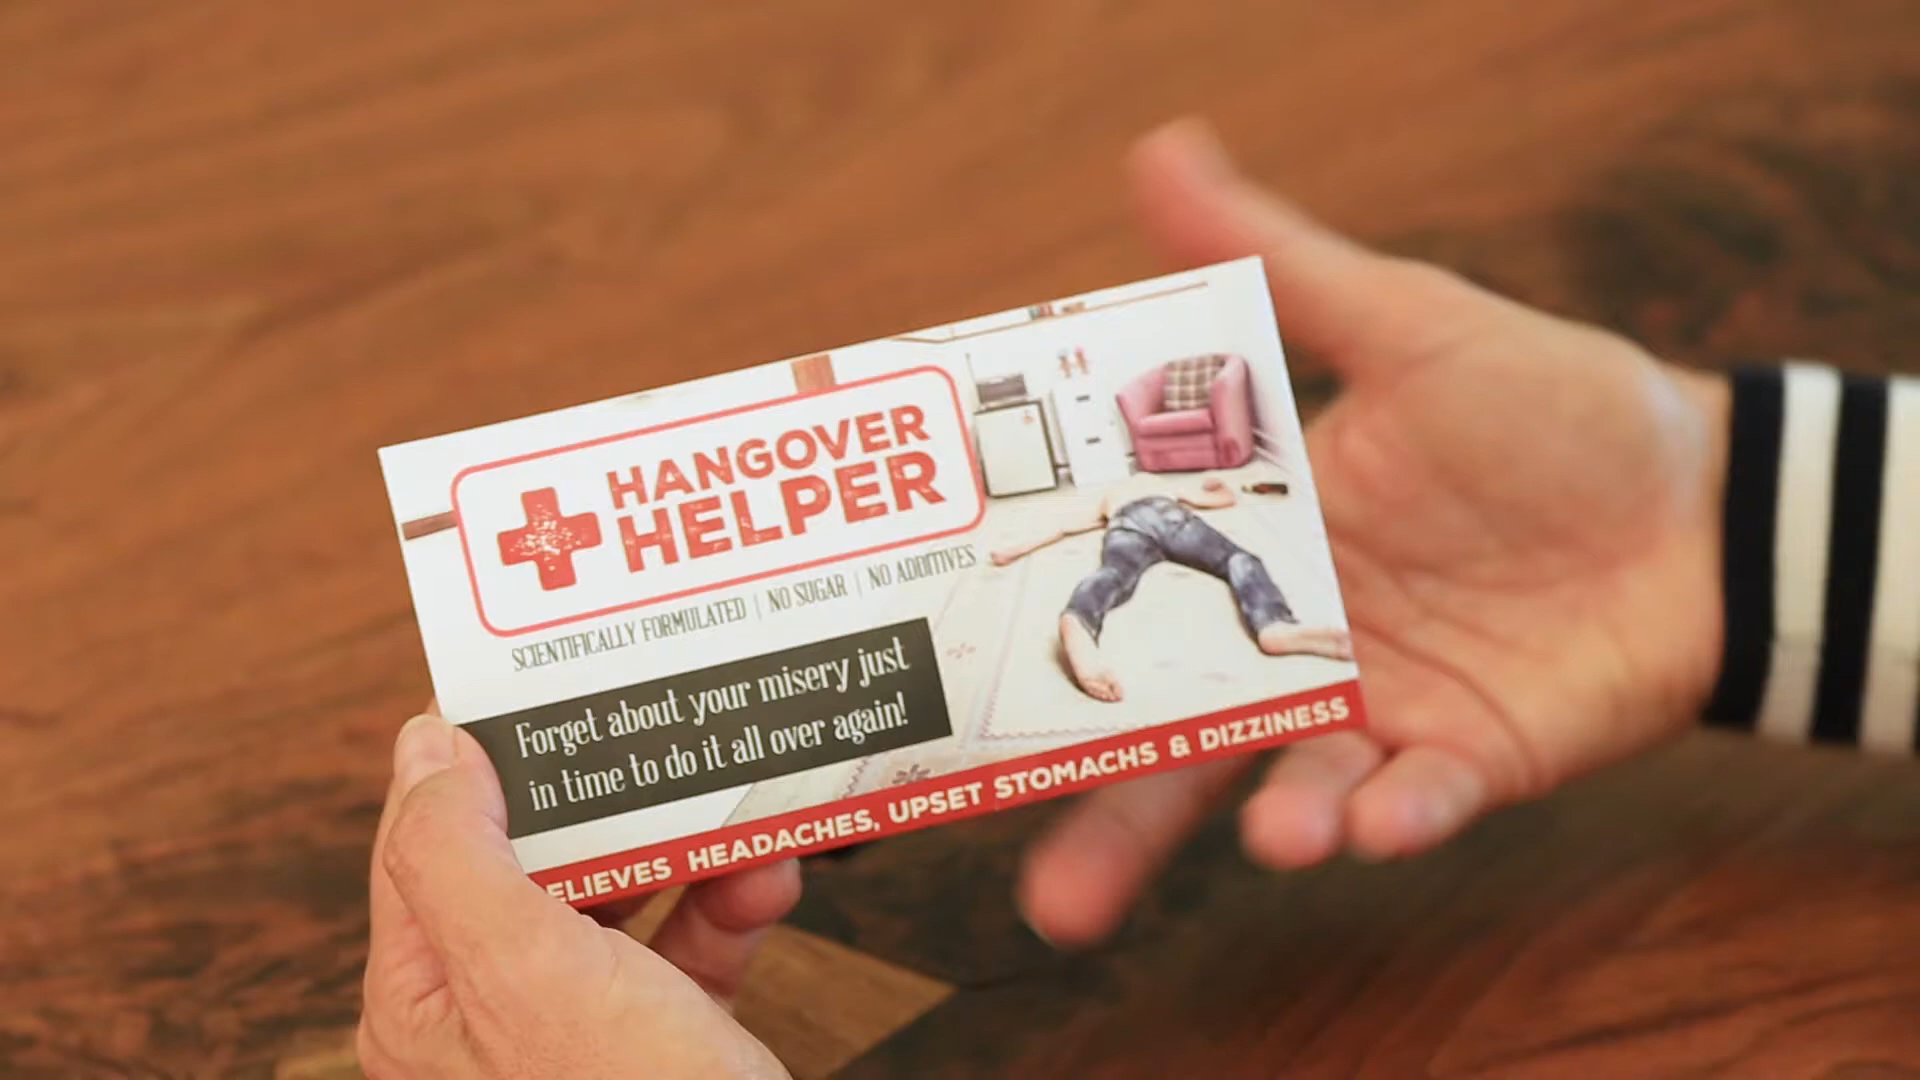 HANGOVER
HELPER
SCIENTIFICALLY FORMULATED | NO SUGAR | NO ADDITIVES
Forget about your misery just
in time to do it all over again!
ELIEVES HEADACHES, UPSET STOMACHS & DIZZINESS